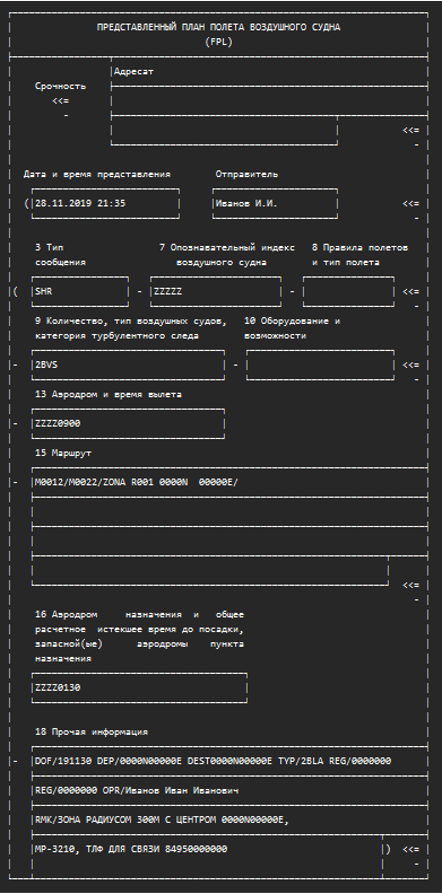 ПРЕДСТАВЛЕННЫЙ ПЛАН ПОЛЕТА ВОЗДУШНОГО СУДНА
(FPL)
Адресат
Срочность
<<=
-
<<=
-
Дата и время представления Отправитель
(28.11.2019 21:35 Иванов И.И. <<=
-
3 Тип 7 Опознавательный индекс 8 Правила полетов
сообщения воздушного судна и тип полета
( SHR - ZZZZZ - <<=
-
9 Количество, тип воздушных судов, 10 Оборудование и
категория турбулентного следа возможности
- 2BVS - <<=
-
13 Аэродром и время вылета
- ZZZZ0900
15 Маршрут
- M0012/M0022/ZONA R001 0000N 00000E/
<<=
-
16 Аэродром назначения и общее
расчетное истекшее время до посадки,
запасной(ые) аэродромы пункта
назначения
ZZZZ0130
18 Прочая информация
- DOF/191130 DEP/0000N00000E DEST0000N00000E TYP/2BLA REG/0000000
REG/0000000 OPR/Иванов Иван Иванович
RMK/ЗОНА РАДИУСОМ 300М С ЦЕНТРОМ 0000N00000E,
МР-3210, ТЛФ ДЛЯ СВЯЗИ 84950000000 ) <<=
-